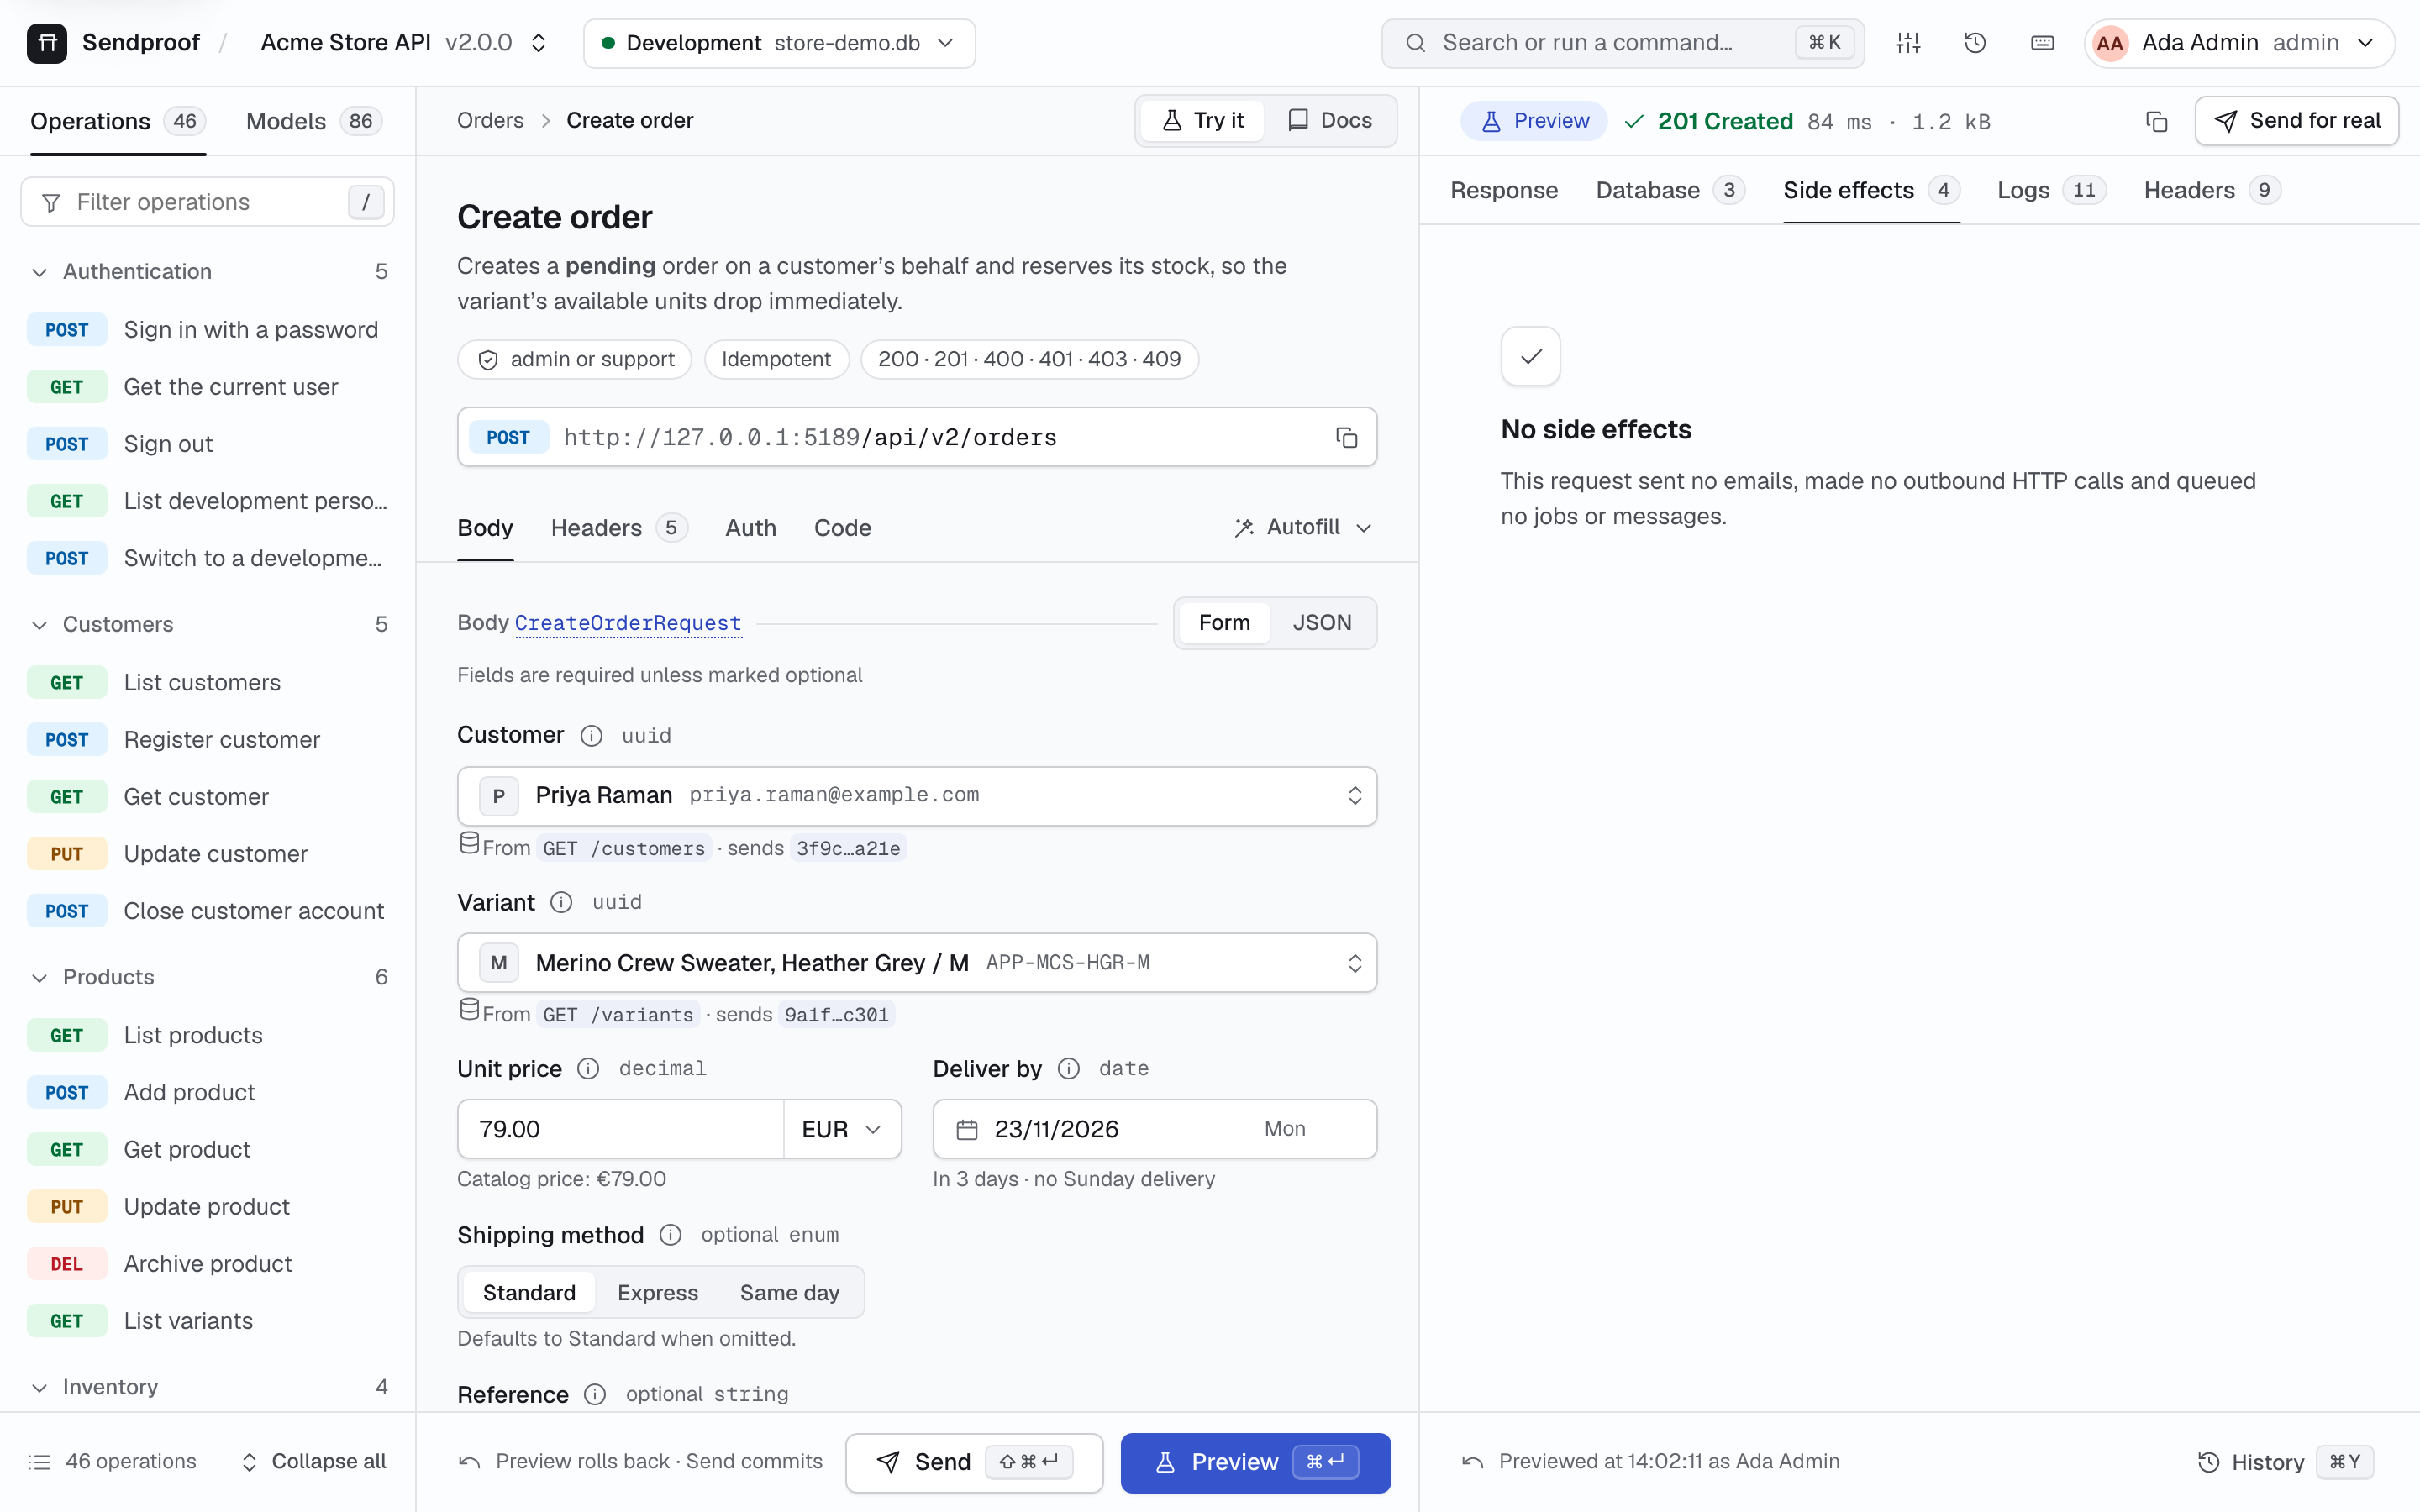 Sendproof / Acme Store API v2.0.0
Development store-demo.db
Search or run a command… ⌘K
AA Ada Admin admin
Operations 46 Models 86
Filter operations /
Authentication 5
POST Sign in with a password
GET Get the current user
POST Sign out
GET List development perso…
POST Switch to a developme…
Customers 5
GET List customers
POST Register customer
GET Get customer
PUT Update customer
POST Close customer account
Products 6
GET List products
POST Add product
GET Get product
PUT Update product
DEL Archive product
GET List variants
Inventory 4
46 operations Collapse all
Orders > Create order
Try it Docs
Create order
Creates a pending order on a customer’s behalf and reserves its stock, so the
variant’s available units drop immediately.
admin or support Idempotent 200 · 201 · 400 · 401 · 403 · 409
POST http://127.0.0.1:5189/api/v2/orders
Body Headers 5 Auth Code Autofill
Body CreateOrderRequest Form JSON
Fields are required unless marked optional
Customer uuid
P Priya Raman priya.raman@example.com
From GET /customers · sends 3f9c…a21e
Variant uuid
M Merino Crew Sweater, Heather Grey / M APP-MCS-HGR-M
From GET /variants · sends 9a1f…c301
Unit price decimal
79.00 EUR
Catalog price: €79.00
Deliver by date
23/11/2026 Mon
In 3 days · no Sunday delivery
Shipping method optional enum
Standard Express Same day
Defaults to Standard when omitted.
Reference optional string
Preview rolls back · Send commits
Send ⇧⌘↵
Preview ⌘↵
Preview 201 Created 84 ms · 1.2 kB
Send for real
Response Database 3 Side effects 4 Logs 11 Headers 9
No side effects
This request sent no emails, made no outbound HTTP calls and queued
no jobs or messages.
Previewed at 14:02:11 as Ada Admin
History ⌘Y